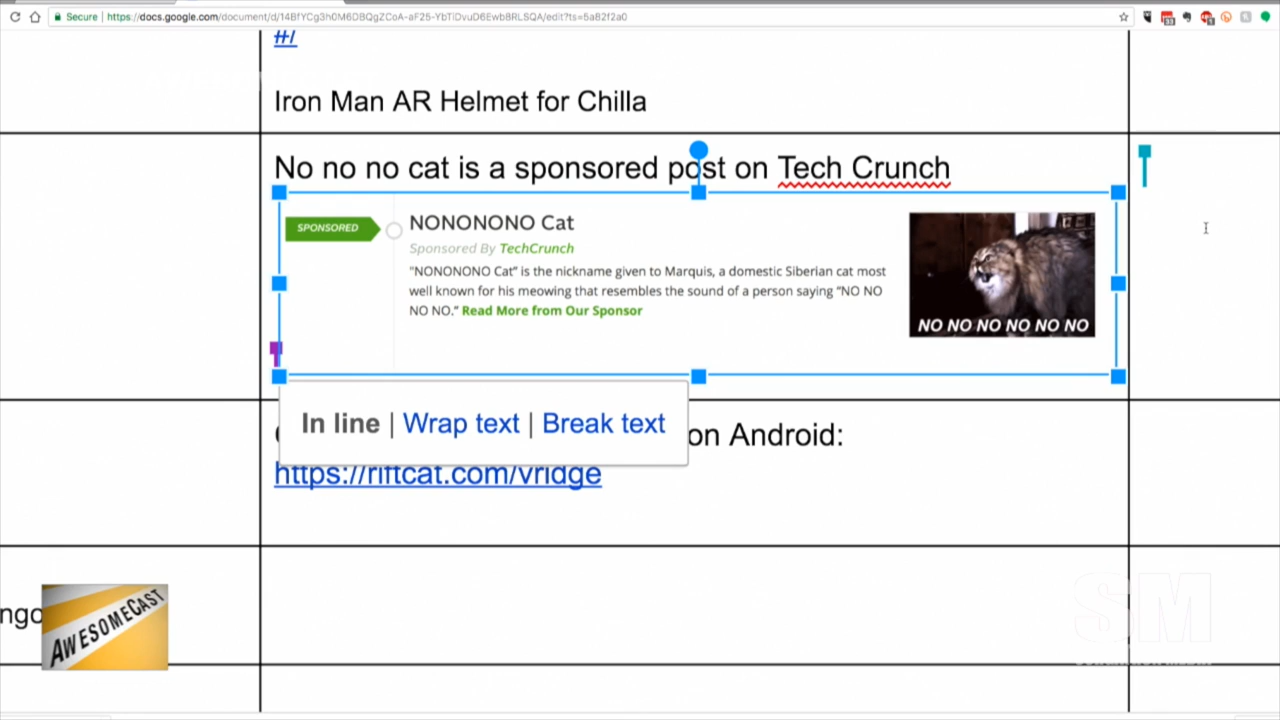 Secure | https://docs.google.com/document/d/14BfYCg3h0M6DBQgZCoA-aF25-YbTlDvuD6EwbBRLSQA/edit?ts=5a82f2a0
#/
Iron Man AR Helmet for Chilla
No no no cat is a sponsored post on Tech Crunch
SPONSORED
NONONONO Cat
Sponsored By TechCrunch
"NONONONO Cat" is the nickname given to Marquis, a domestic Siberian cat most
well known for his meowing that resembles the sound of a person saying "NO NO
NO NO." Read More from Our Sponsor
NO NO NO NO NO NO
In line | Wrap text | Break text
on Android:
https://riftcat.com/vridge
ngo
AWESOMECAST
SM